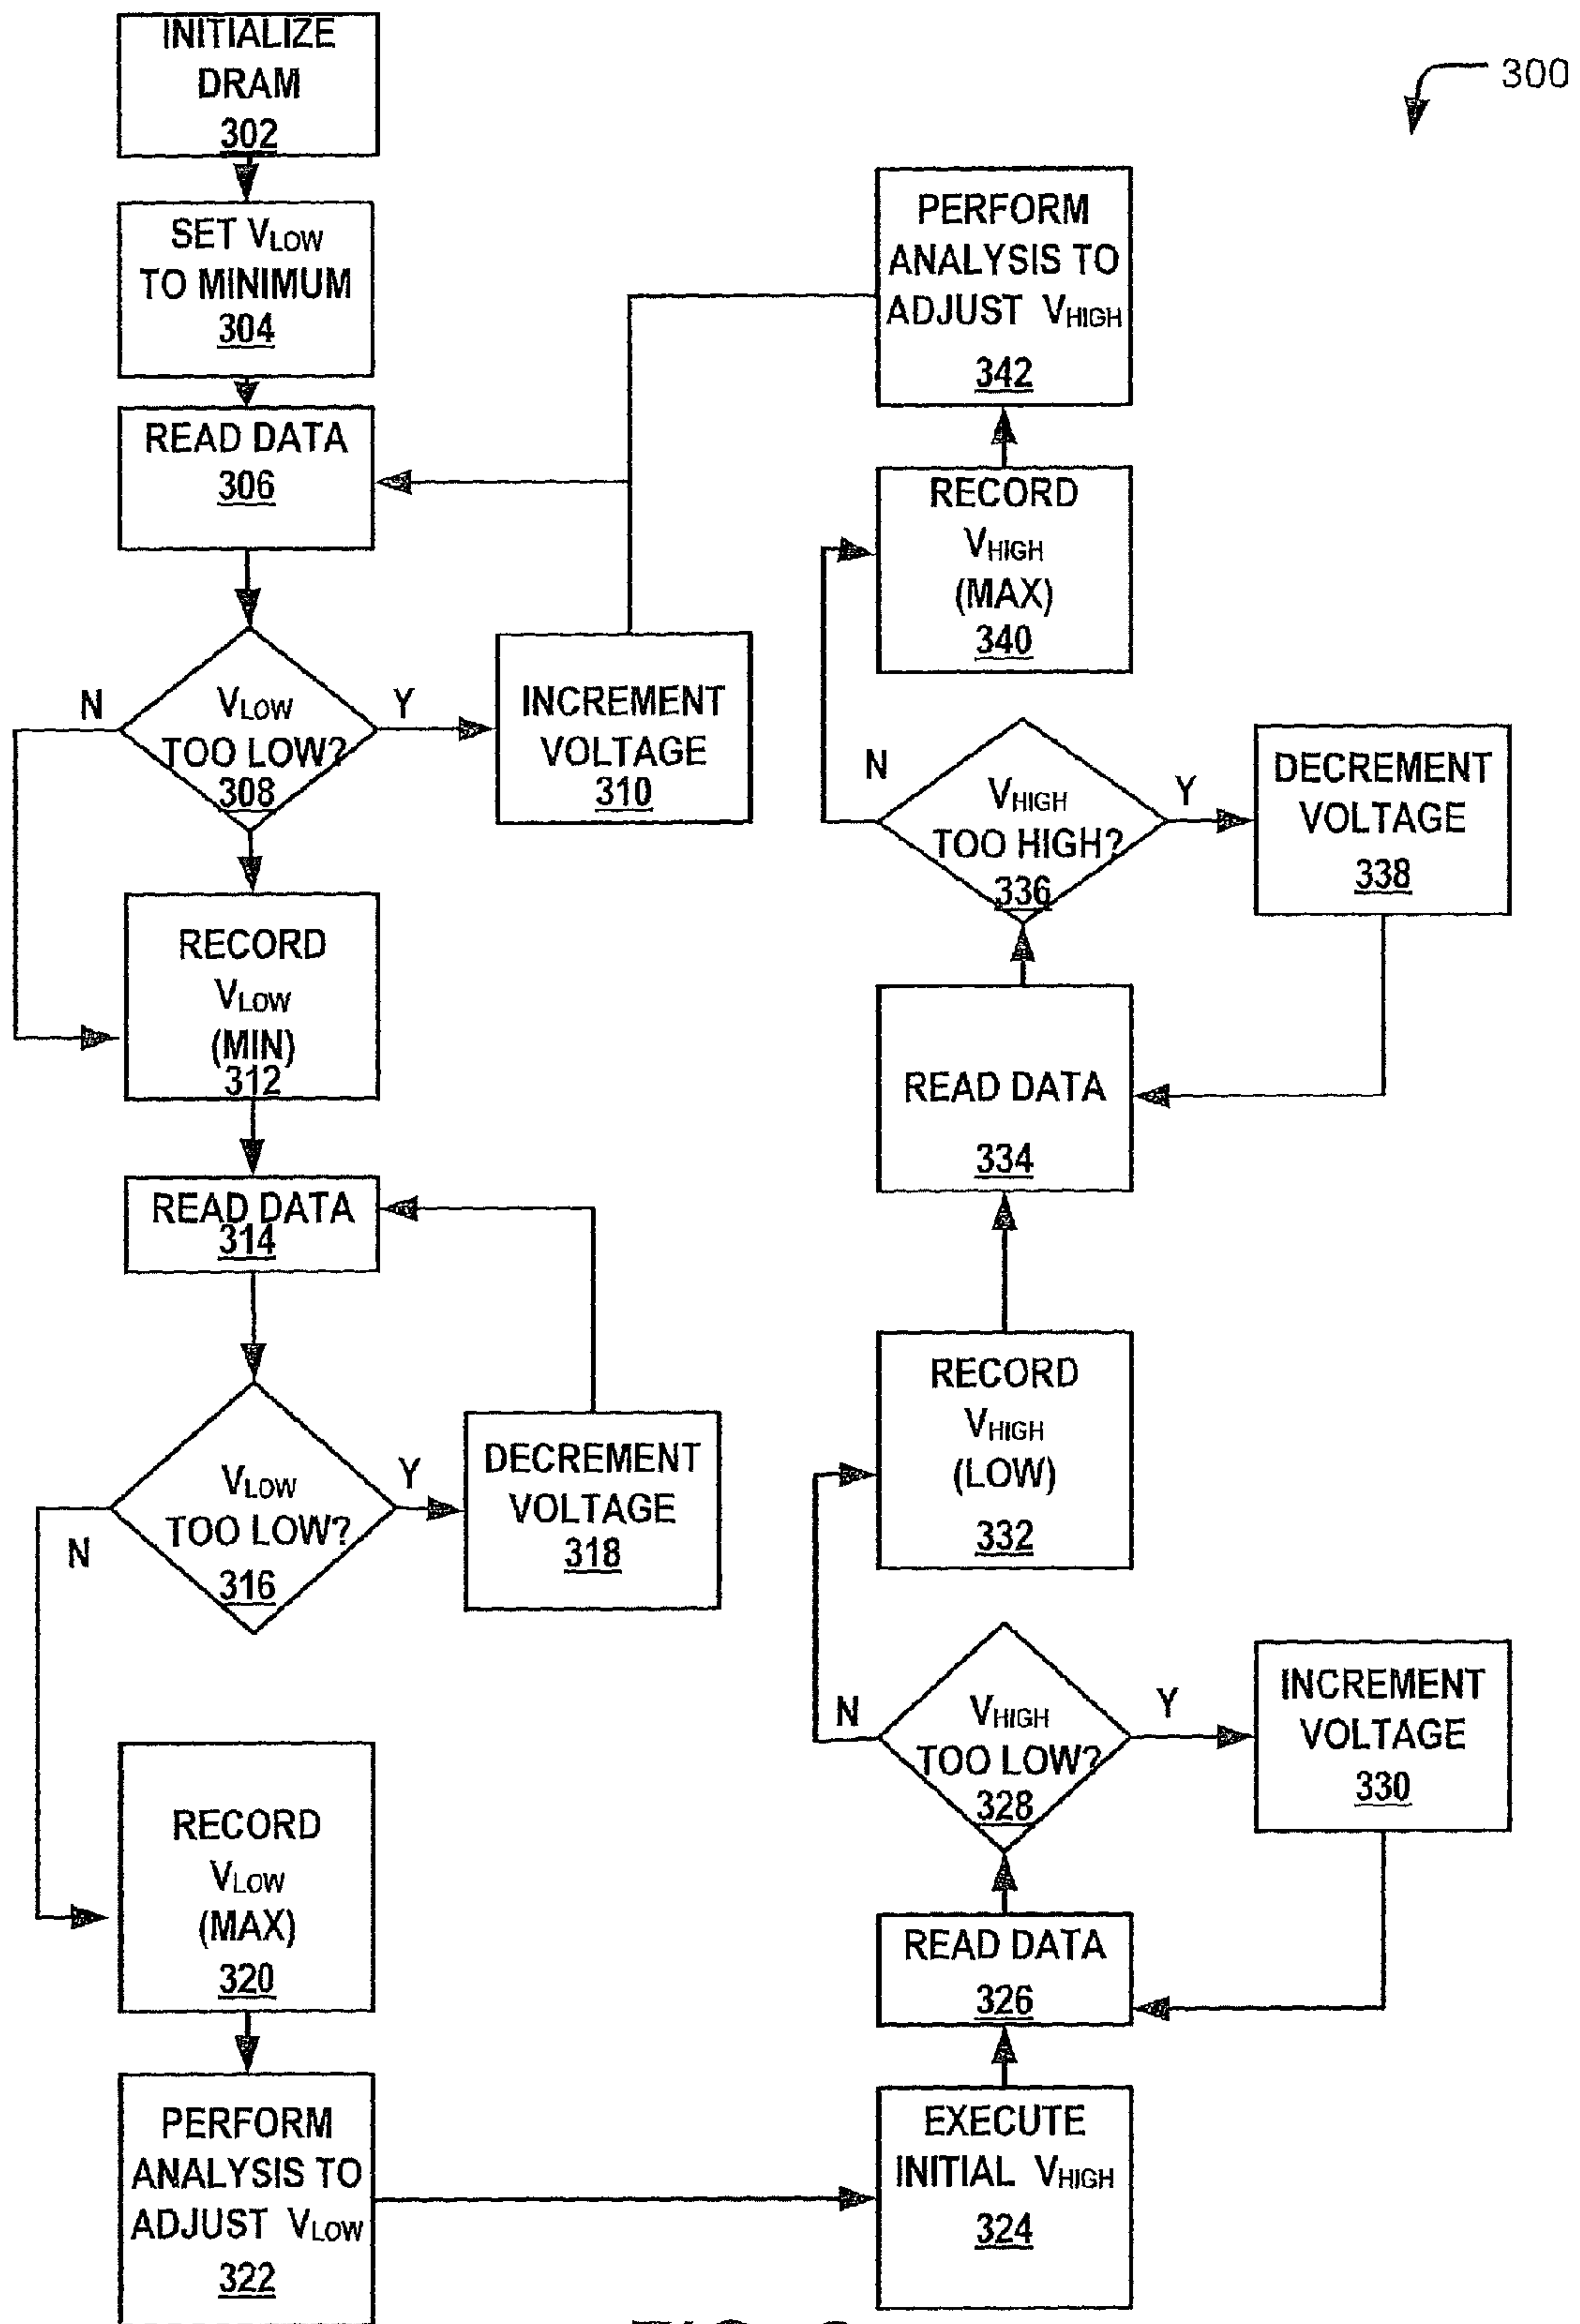 INITIALIZE
DRAM
302
SET VLOW
TO MINIMUM
304
READ DATA
306
VLOW
TOO LOW?
308
N
Y
INCREMENT
VOLTAGE
310
RECORD
VLOW
(MIN)
312
READ DATA
314
VLOW
TOO LOW?
316
N
Y
DECREMENT
VOLTAGE
318
RECORD
VLOW
(MAX)
320
PERFORM
ANALYSIS TO
ADJUST VLOW
322
300
PERFORM
ANALYSIS TO
ADJUST VHIGH
342
RECORD
VHIGH
(MAX)
340
N
VHIGH
TOO HIGH?
336
Y
DECREMENT
VOLTAGE
338
READ DATA
334
RECORD
VHIGH
(LOW)
332
N
VHIGH
TOO LOW?
328
Y
INCREMENT
VOLTAGE
330
READ DATA
326
EXECUTE
INITIAL VHIGH
324